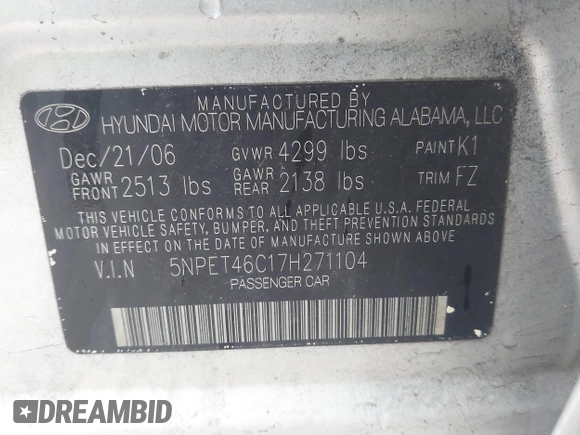 MANUFACTURED BY
HYUNDAI MOTOR MANUFACTURING ALABAMA, LLC
Dec/21/06 GVWR 4299 lbs PAINT K1
GAWR FRONT 2513 lbs GAWR REAR 2138 lbs TRIM FZ
THIS VEHICLE CONFORMS TO ALL APPLICABLE U.S.A. FEDERAL
MOTOR VEHICLE SAFETY, BUMPER, AND THEFT PREVENTION
STANDARDS IN EFFECT ON THE DATE OF MANUFACTURE SHOWN ABOVE.
V.I.N 5NPET46C17H271104
PASSENGER CAR
DREAMBID